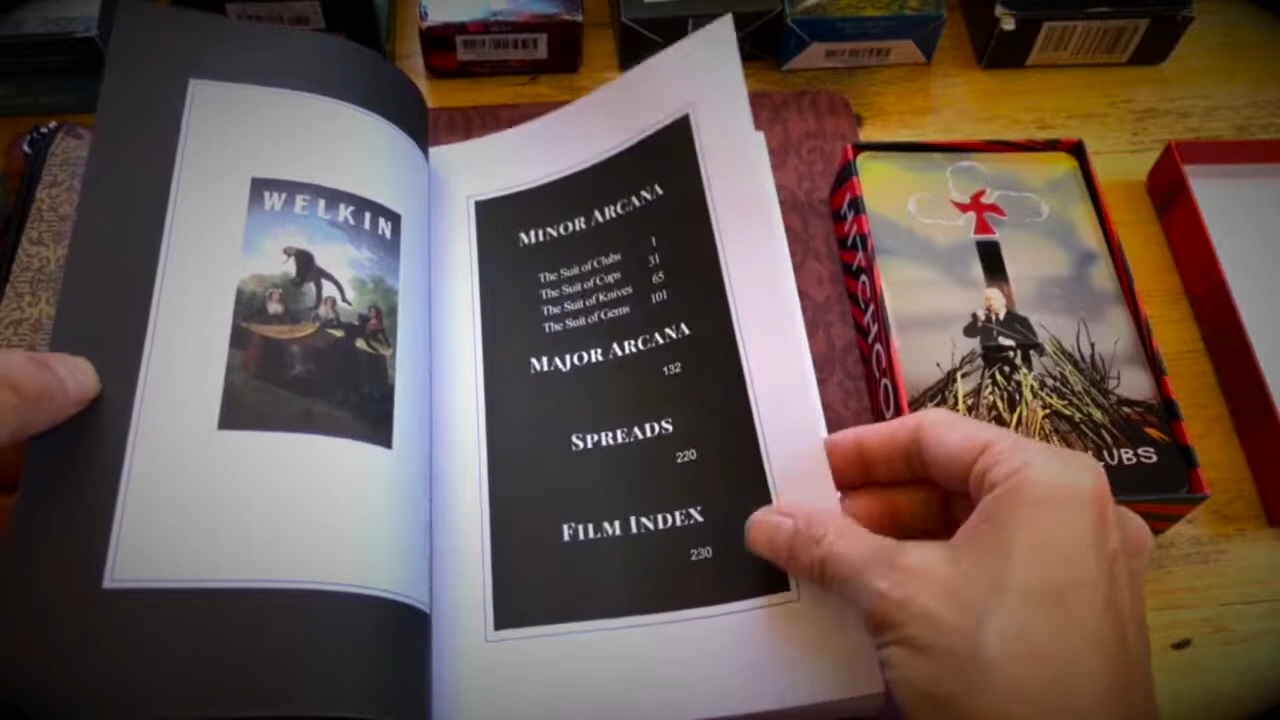 WELKIN
MINOR ARCANA
The Suit of Clubs 1
The Suit of Cups 31
The Suit of Knives 65
The Suit of Gems 101
MAJOR ARCANA
132
SPREADS
220
FILM INDEX
230
LUBS